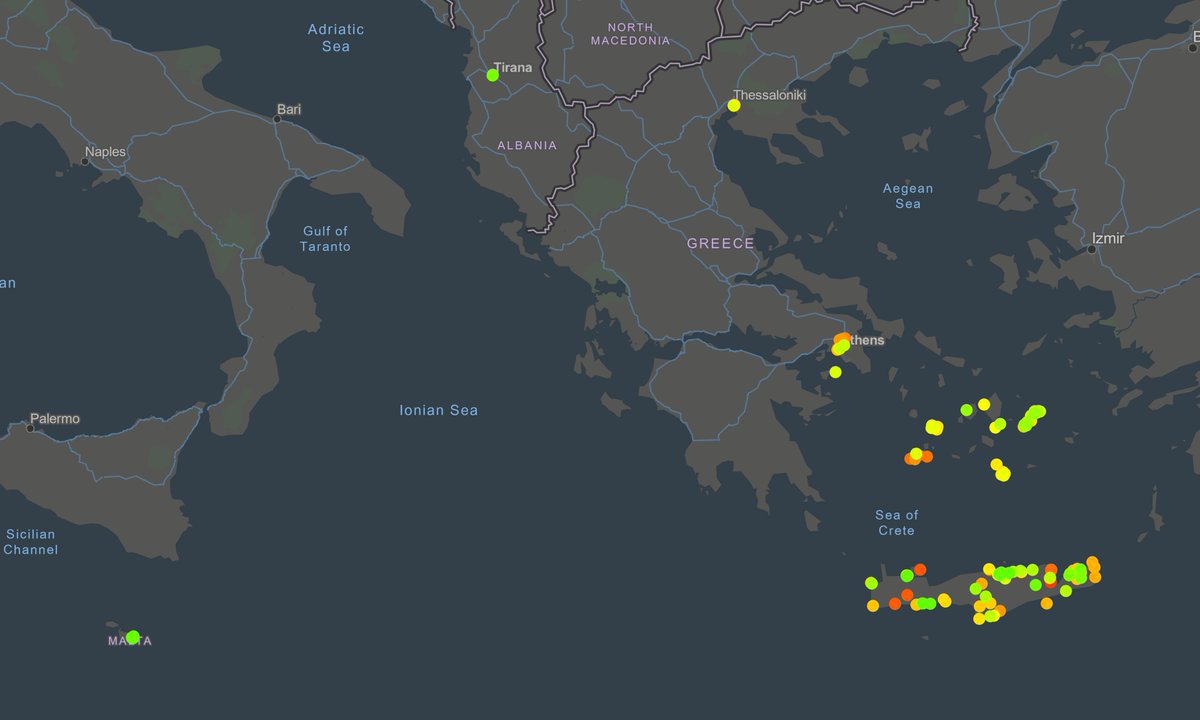 Adriatic
Sea
NORTH
MACEDONIA
Tirana
Thessaloniki
Bari
ALBANIA
Naples
Aegean
Sea
Gulf of
Taranto
GREECE
Izmir
an
thens
Ionian Sea
Palermo
Sea of
Crete
Sicilian
Channel